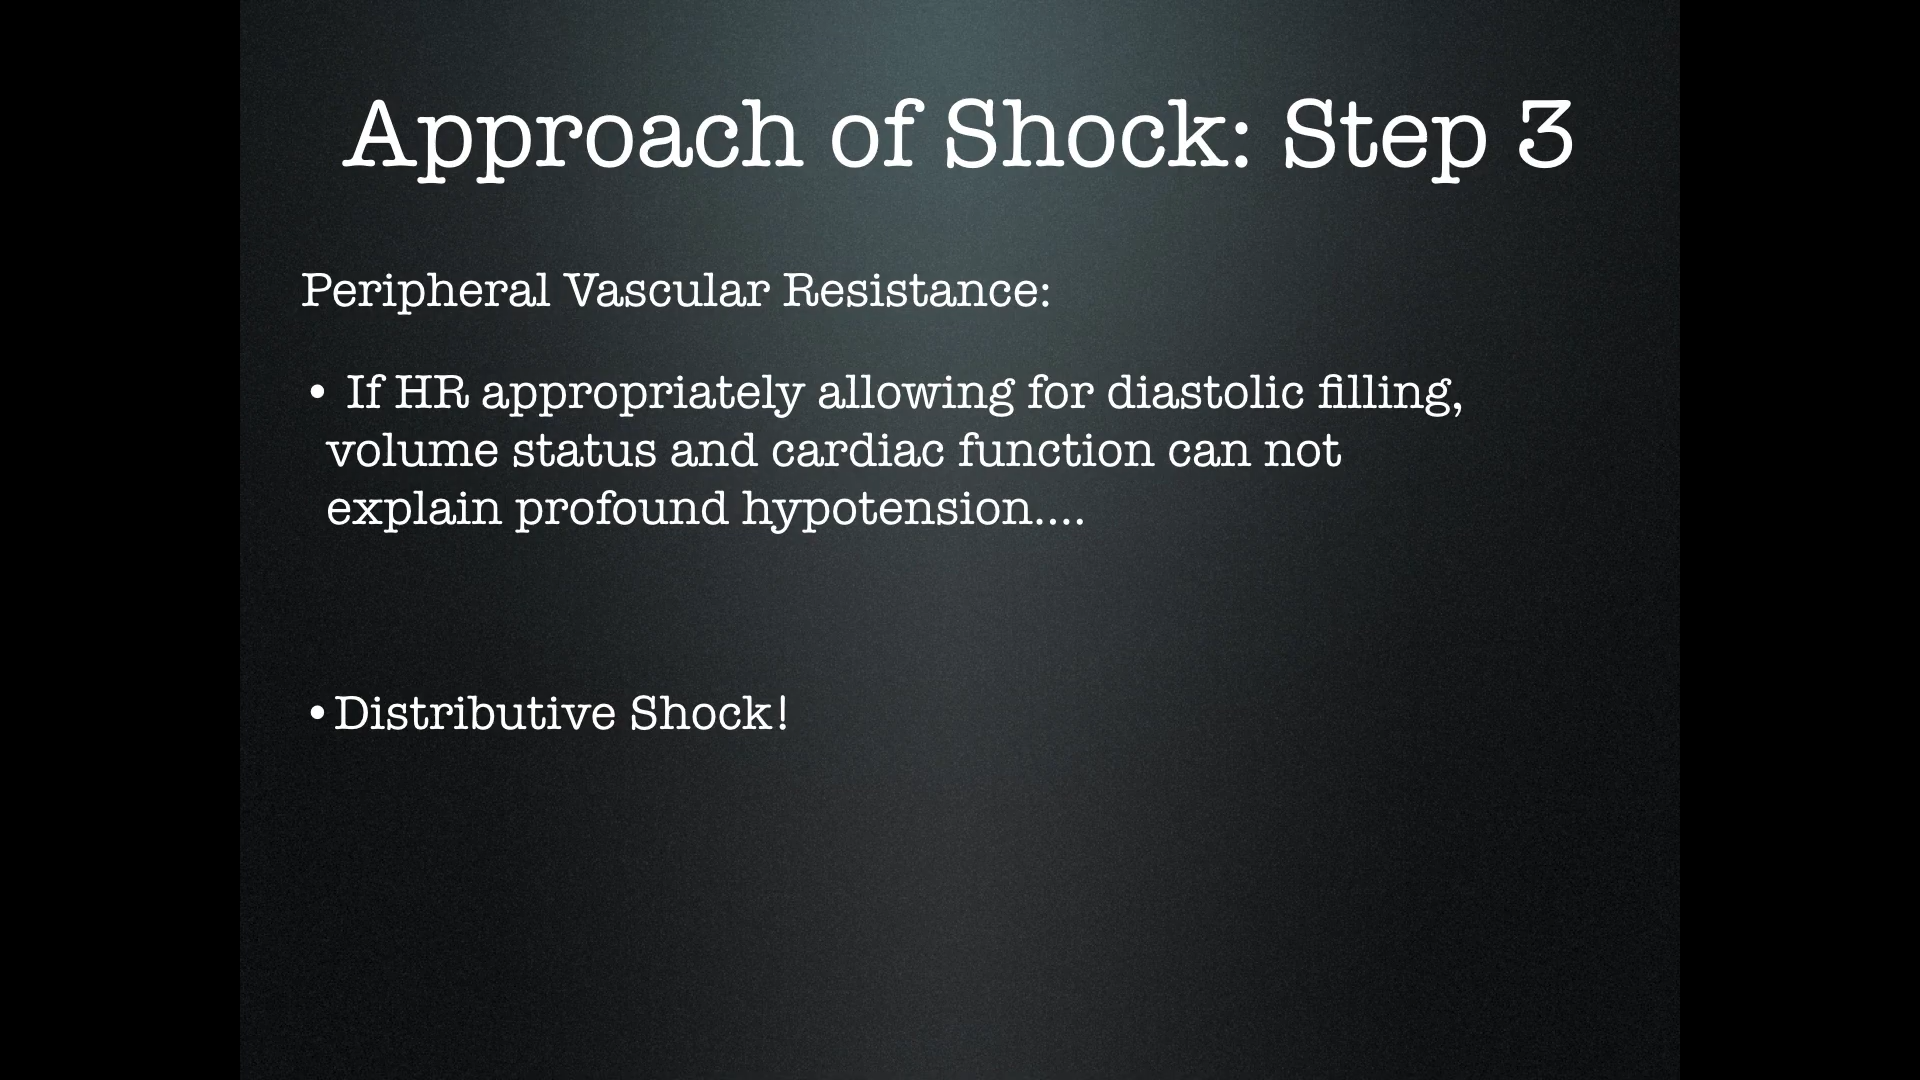 Approach of Shock: Step 3
Peripheral Vascular Resistance:
• If HR appropriately allowing for diastolic filling,
volume status and cardiac function can not
explain profound hypotension....
• Distributive Shock!